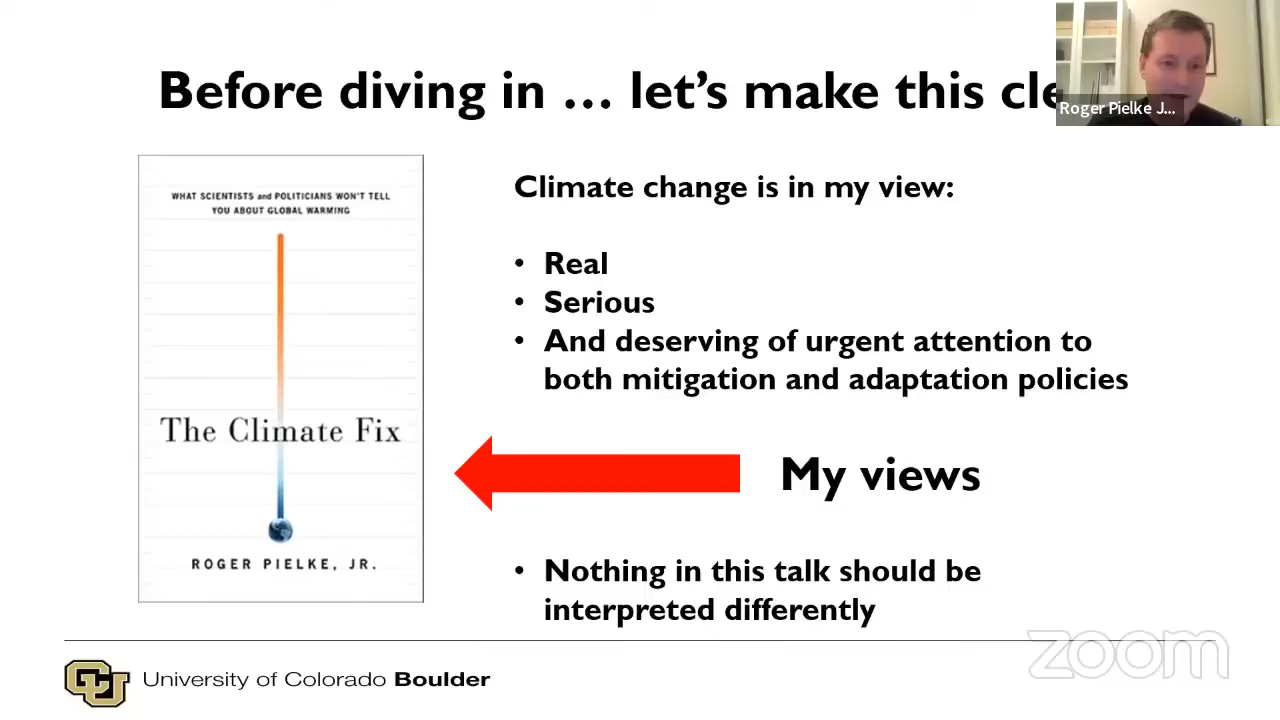 Before diving in … let's make this cle
Roger Pielke J...
WHAT SCIENTISTS and POLITICIANS WON'T TELL
YOU ABOUT GLOBAL WARMING
The Climate Fix
ROGER PIELKE, JR.
Climate change is in my view:
• Real
• Serious
• And deserving of urgent attention to
both mitigation and adaptation policies
My views
• Nothing in this talk should be
interpreted differently
CU
University of Colorado Boulder
zoom